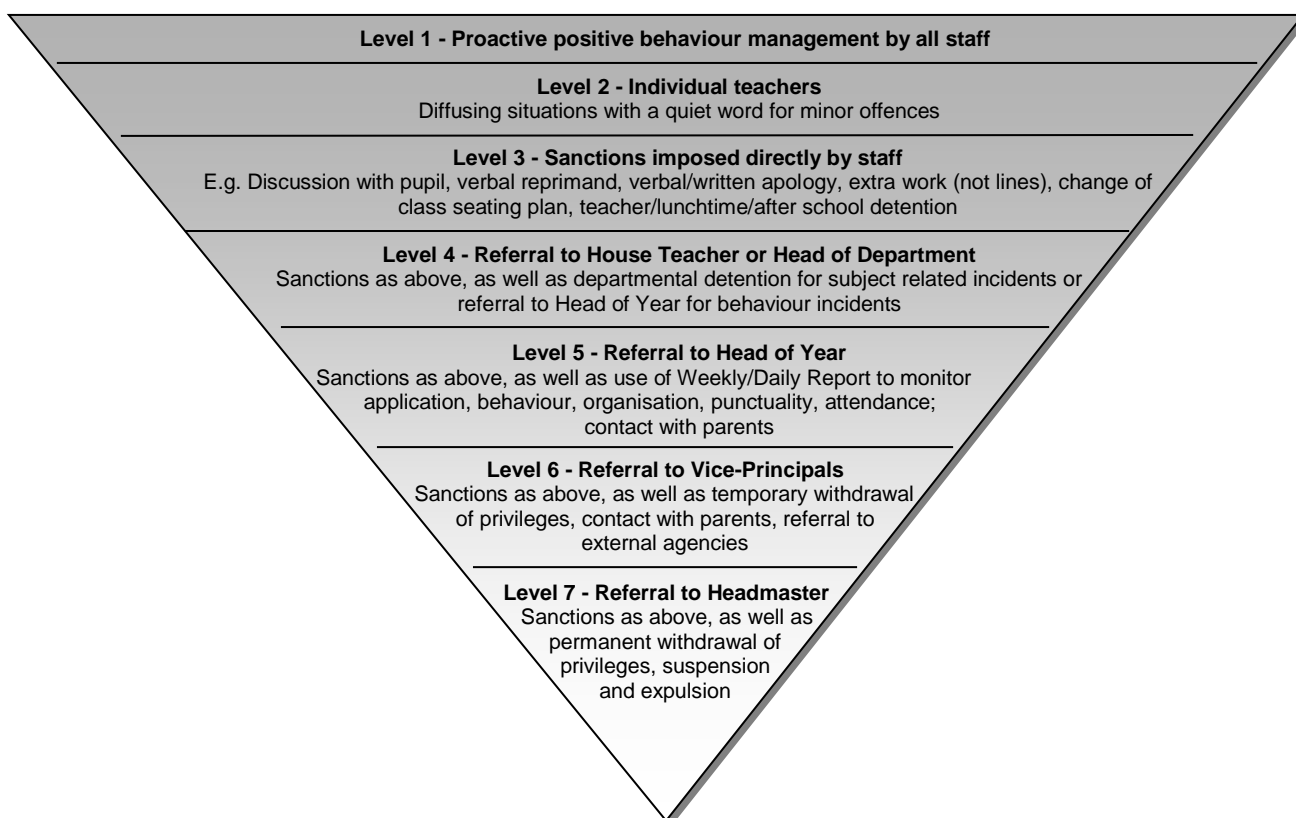 Level 1 - Proactive positive behaviour management by all staff
Level 2 - Individual teachers
Diffusing situations with a quiet word for minor offences
Level 3 - Sanctions imposed directly by staff
E.g. Discussion with pupil, verbal reprimand, verbal/written apology, extra work (not lines), change of
class seating plan, teacher/lunchtime/after school detention
Level 4 - Referral to House Teacher or Head of Department
Sanctions as above, as well as departmental detention for subject related incidents or
referral to Head of Year for behaviour incidents
Level 5 - Referral to Head of Year
Sanctions as above, as well as use of Weekly/Daily Report to monitor
application, behaviour, organisation, punctuality, attendance;
contact with parents
Level 6 - Referral to Vice-Principals
Sanctions as above, as well as temporary withdrawal
of privileges, contact with parents, referral to
external agencies
Level 7 - Referral to Headmaster
Sanctions as above, as well as
permanent withdrawal of
privileges, suspension
and expulsion